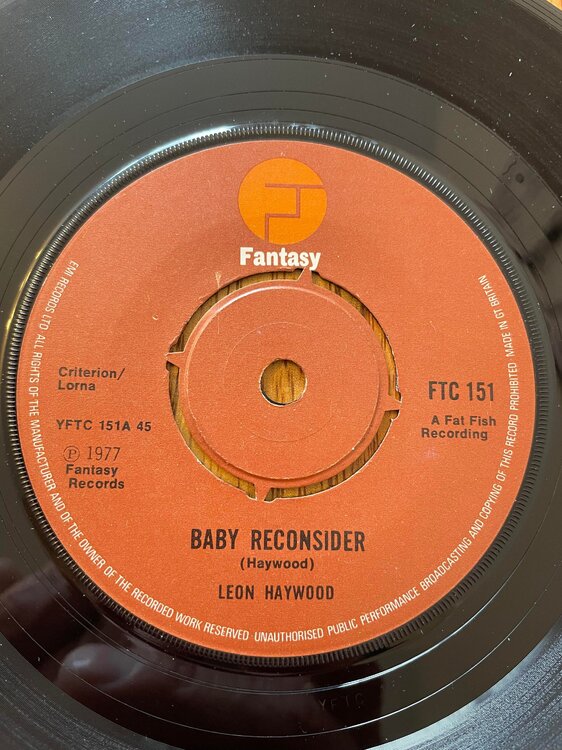 Fantasy
EMI RECORDS LTD ALL RIGHTS OF THE MANUFACTURER AND OF THE OWNER OF THE RECORDED WORK RESERVED UNAUTHORISED PUBLIC PERFORMANCE BROADCASTING AND COPYING OF THIS RECORD PROHIBITED MADE IN GT BRITAIN
Criterion/
Lorna
YFTC 151A 45
Ⓟ 1977
Fantasy
Records
FTC 151
A Fat Fish
Recording
BABY RECONSIDER
(Haywood)
LEON HAYWOOD
YFTC